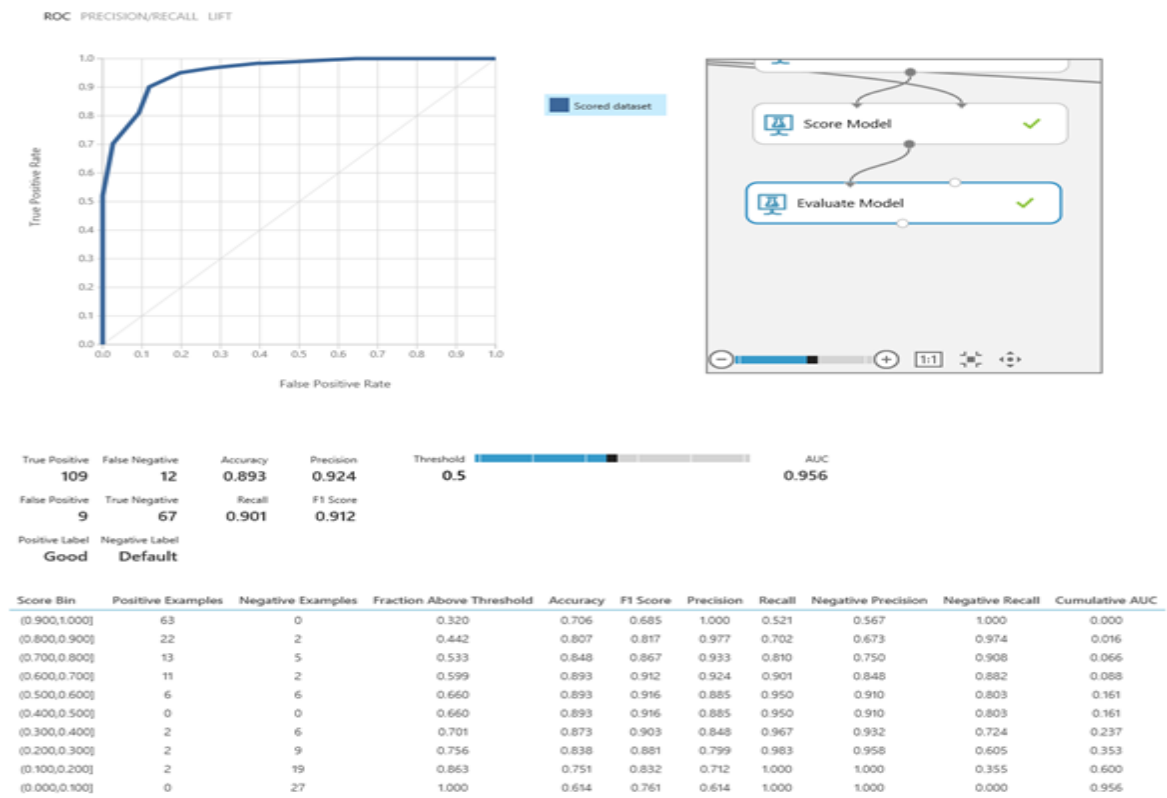 ROC PRECISION/RECALL LIFT
1.0
0.9
0.8
0.7
0.6
0.5
0.4
0.3
0.2
0.1
0.0
True Positive Rate
0.0 0.1 0.2 0.3 0.4 0.5 0.6 0.7 0.8 0.9 1.0
False Positive Rate
Scored dataset
Score Model
Evaluate Model
1:1
True Positive False Negative Accuracy Precision Threshold AUC
109 12 0.893 0.924 0.5 0.956
False Positive True Negative Recall F1 Score
9 67 0.901 0.912
Positive Label Negative Label
Good Default
Score Bin Positive Examples Negative Examples Fraction Above Threshold Accuracy F1 Score Precision Recall Negative Precision Negative Recall Cumulative AUC
(0.900,1.000] 63 0 0.320 0.706 0.685 1.000 0.521 0.567 1.000 0.000
(0.800,0.900] 22 2 0.442 0.807 0.817 0.977 0.702 0.673 0.974 0.016
(0.700,0.800] 13 5 0.533 0.848 0.867 0.933 0.810 0.750 0.908 0.066
(0.600,0.700] 11 2 0.599 0.893 0.912 0.924 0.901 0.848 0.882 0.088
(0.500,0.600] 6 6 0.660 0.893 0.916 0.885 0.950 0.910 0.803 0.161
(0.400,0.500] 0 0 0.660 0.893 0.916 0.885 0.950 0.910 0.803 0.161
(0.300,0.400] 2 6 0.701 0.873 0.903 0.848 0.967 0.932 0.724 0.237
(0.200,0.300] 2 9 0.756 0.838 0.881 0.799 0.983 0.958 0.605 0.353
(0.100,0.200] 2 19 0.863 0.751 0.832 0.712 1.000 1.000 0.355 0.600
(0.000,0.100] 0 27 1.000 0.614 0.761 0.614 1.000 1.000 0.000 0.956